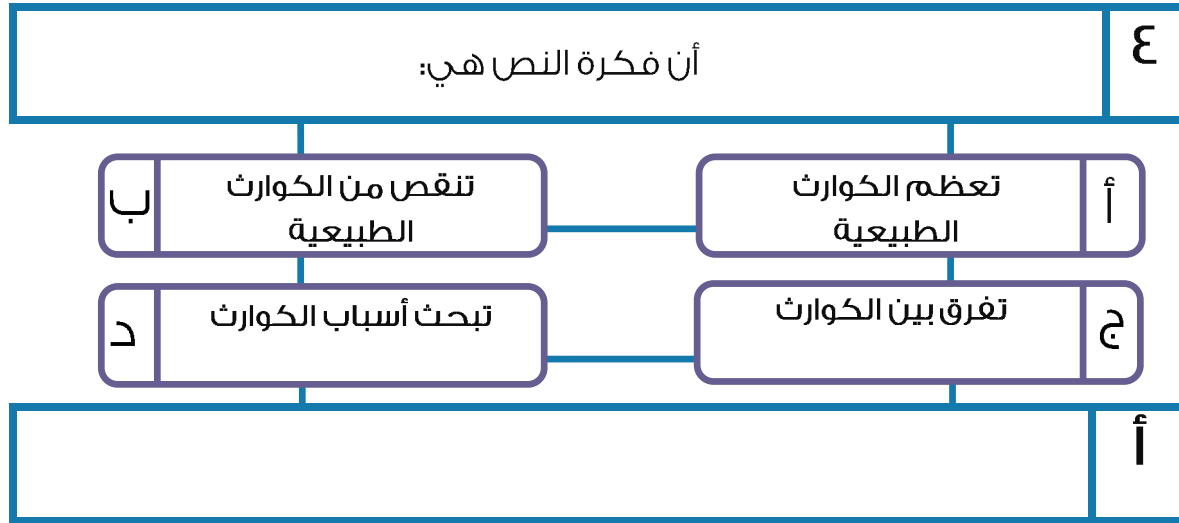 ٤
أن فكرة النص هي:
أ
تعظم الكوارث
الطبيعية
ب
تنقص من الكوارث
الطبيعية
ج
تفرق بين الكوارث
د
تبحث أسباب الكوارث
أ